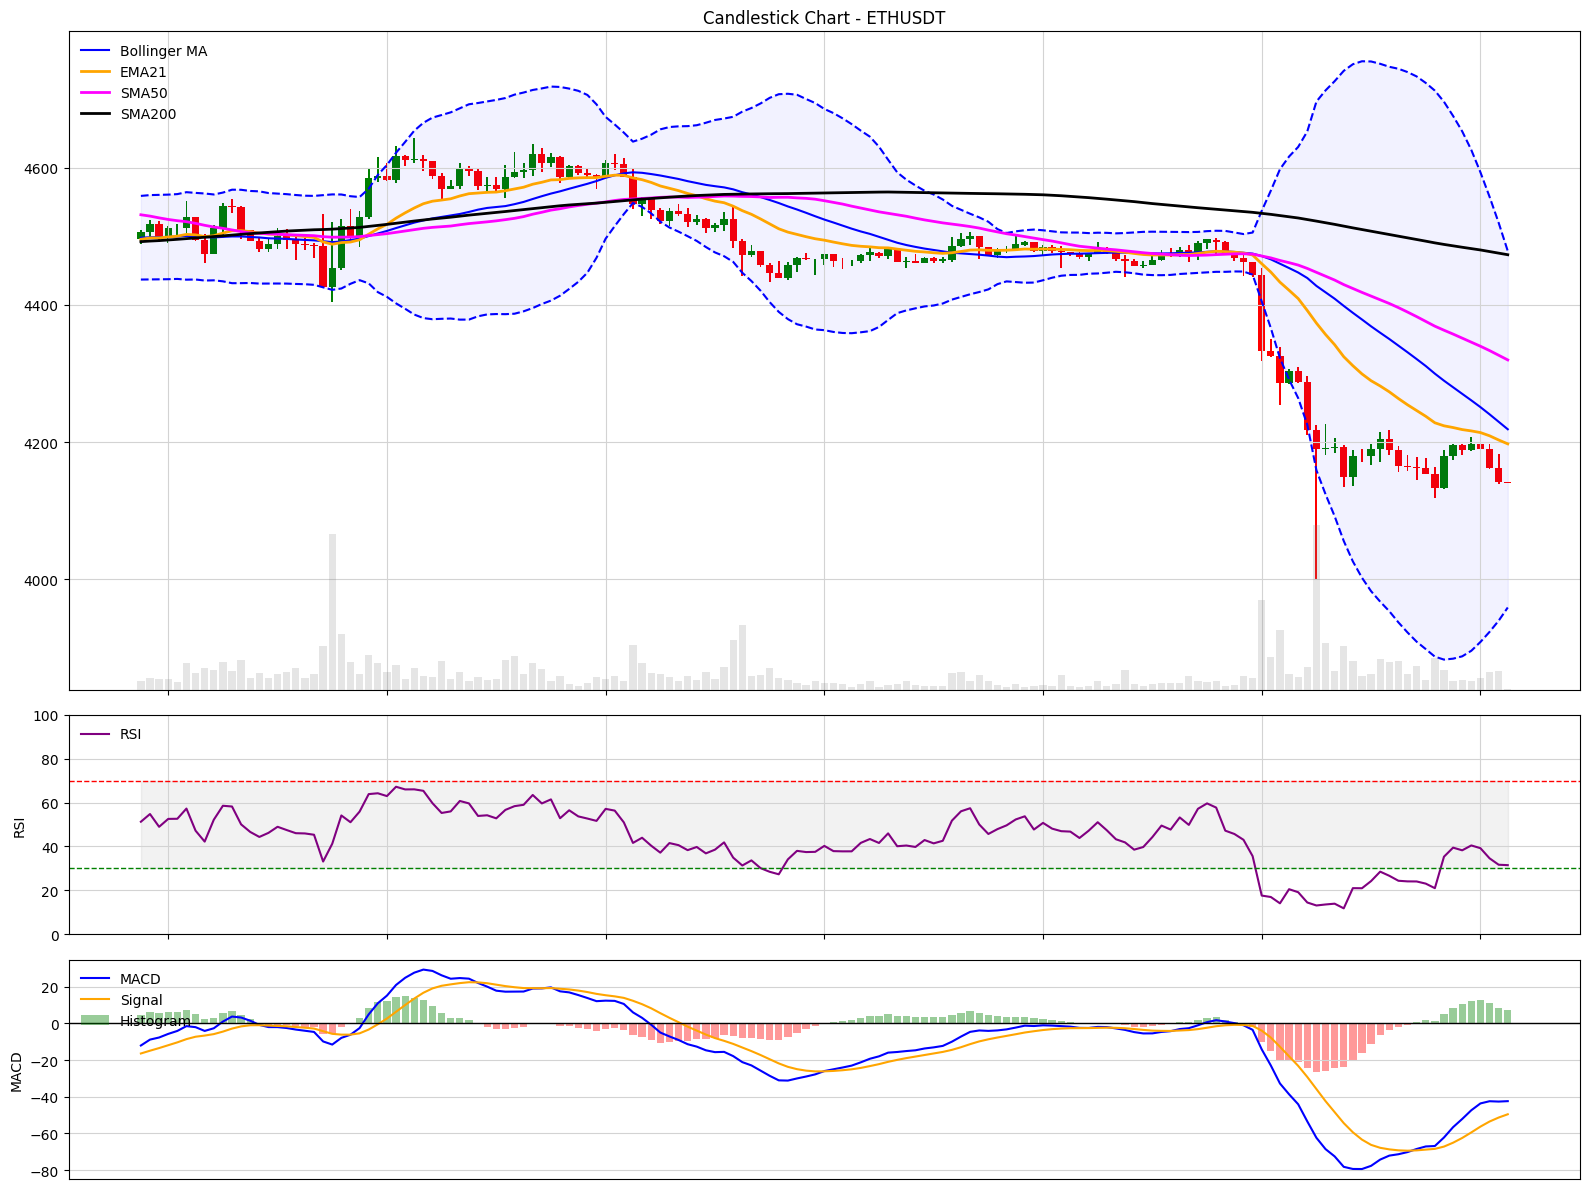 Candlestick Chart - ETHUSDT
Bollinger MA
EMA21
SMA50
SMA200
4600
4400
4200
4000
RSI
100
80
60
40
20
0
RSI
MACD
Signal
Histogram
20
0
−20
−40
−60
−80
MACD